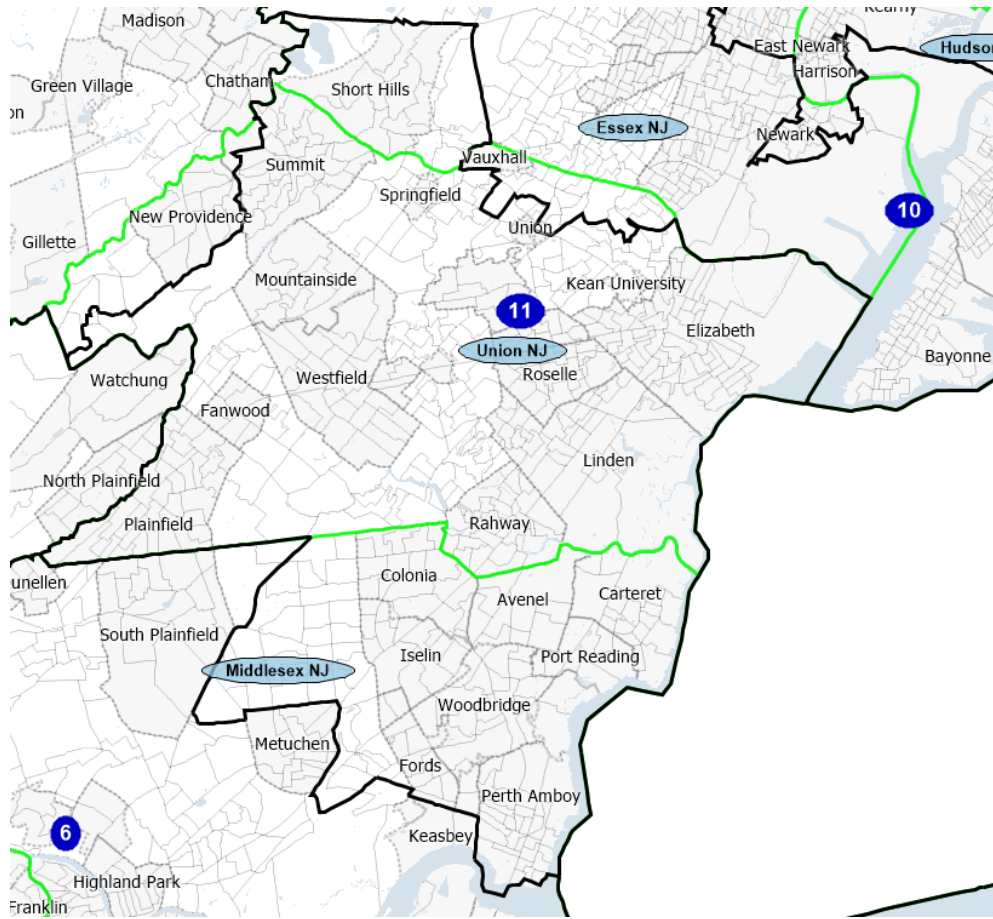 Madison
Kearny
East Newark
Hudson
Green Village
Chatham
Short Hills
Harrison
on
Essex NJ
Newark
Vauxhall
Summit
Springfield
New Providence
10
Union
Gillette
Mountainside
Kean University
11
Elizabeth
Union NJ
Bayonne
Watchung
Westfield
Roselle
Fanwood
Linden
North Plainfield
Plainfield
Rahway
unellen
Colonia
Avenel
Carteret
South Plainfield
Iselin
Port Reading
Middlesex NJ
Woodbridge
Metuchen
Fords
Perth Amboy
6
Keasbey
Highland Park
Franklin